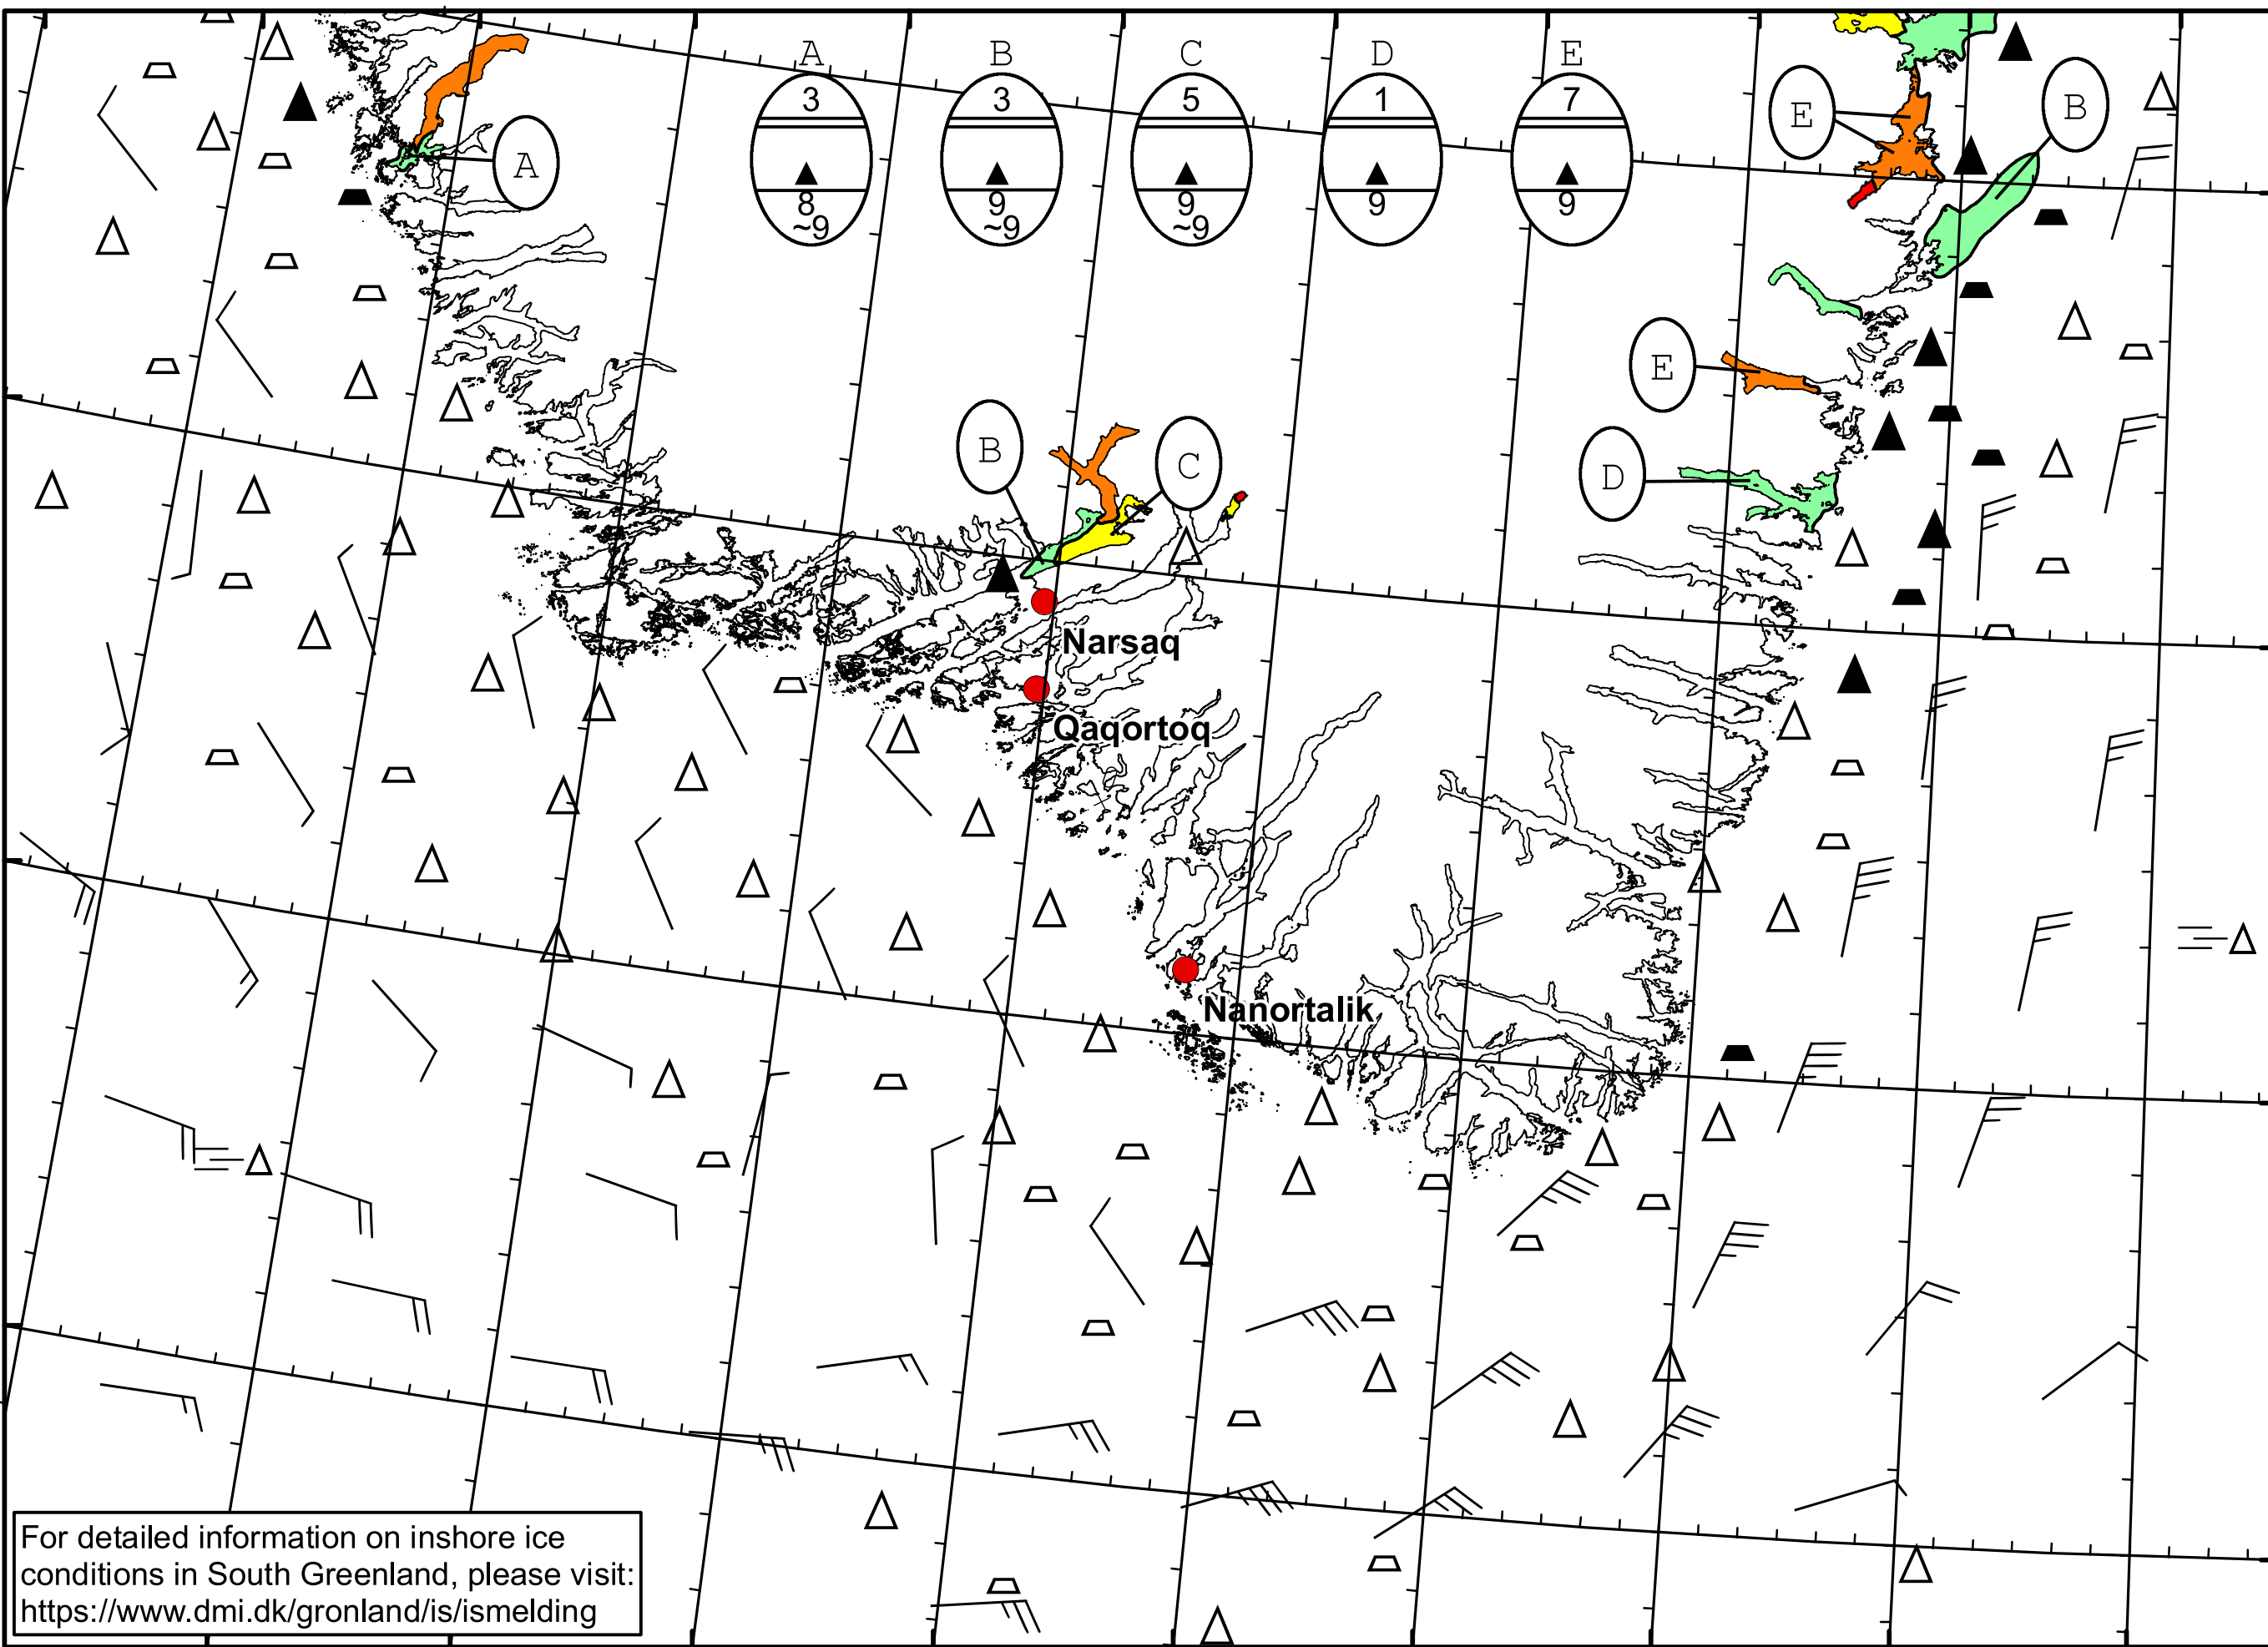 A B C D E
3 3 5 1 7
8 9 9 9 9
~9 ~9 ~9
A
E
B
E
B
C
D
Narsaq
Qaqortoq
Nanortalik
For detailed information on inshore ice
conditions in South Greenland, please visit:
https://www.dmi.dk/gronland/is/ismelding